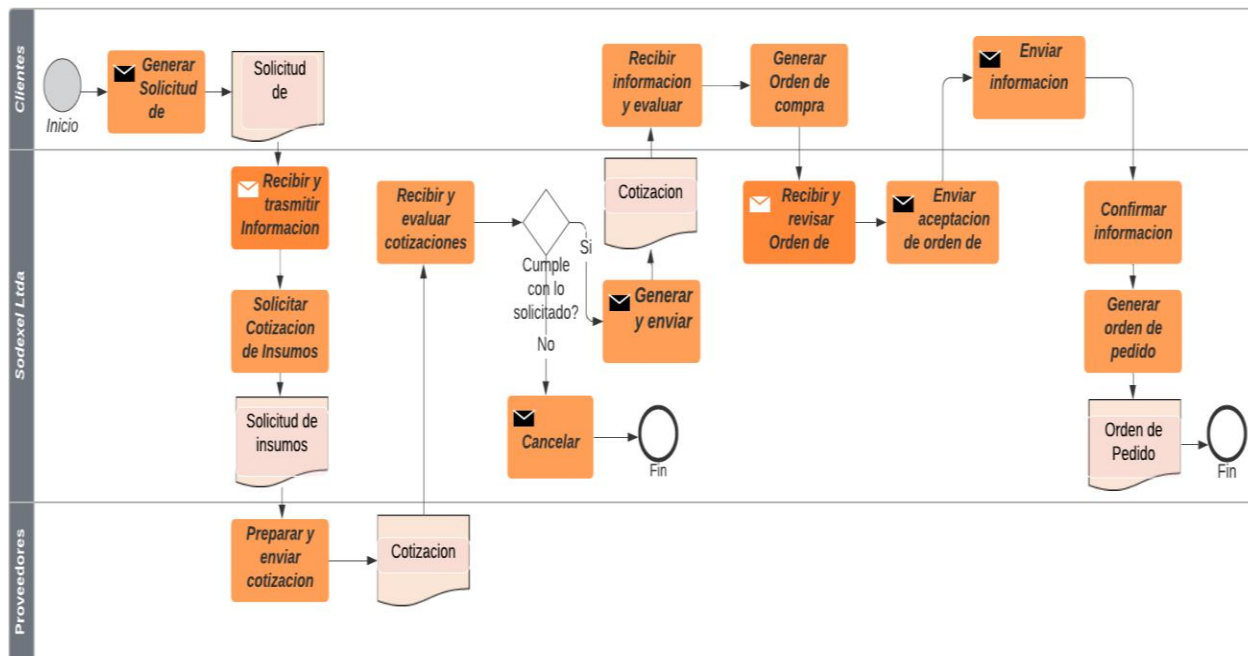 Clientes
Inicio
Generar
Solicitud
de
Solicitud
de
Recibir
informacion
y evaluar
Generar
Orden de
compra
Enviar
informacion
Sodexel Ltda
Recibir y
trasmitir
Informacion
Solicitar
Cotizacion
de Insumos
Solicitud de
insumos
Recibir y
evaluar
cotizaciones
Cumple
con lo
solicitado?
Si
No
Cancelar
Fin
Generar
y enviar
Cotizacion
Recibir y
revisar
Orden de
Enviar
aceptacion
de orden de
Confirmar
informacion
Generar
orden de
pedido
Orden de
Pedido
Fin
Proveedores
Preparar y
enviar
cotizacion
Cotizacion